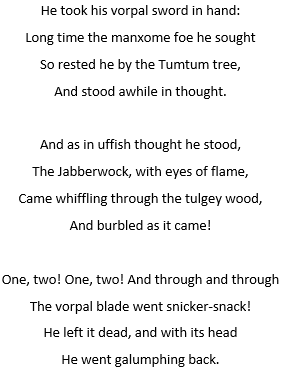 He took his vorpal sword in hand:
Long time the manxome foe he sought
So rested he by the Tumtum tree,
And stood awhile in thought.

And as in uffish thought he stood,
The Jabberwock, with eyes of flame,
Came whiffling through the tulgey wood,
And burbled as it came!

One, two! One, two! And through and through
The vorpal blade went snicker-snack!
He left it dead, and with its head
He went galumphing back.